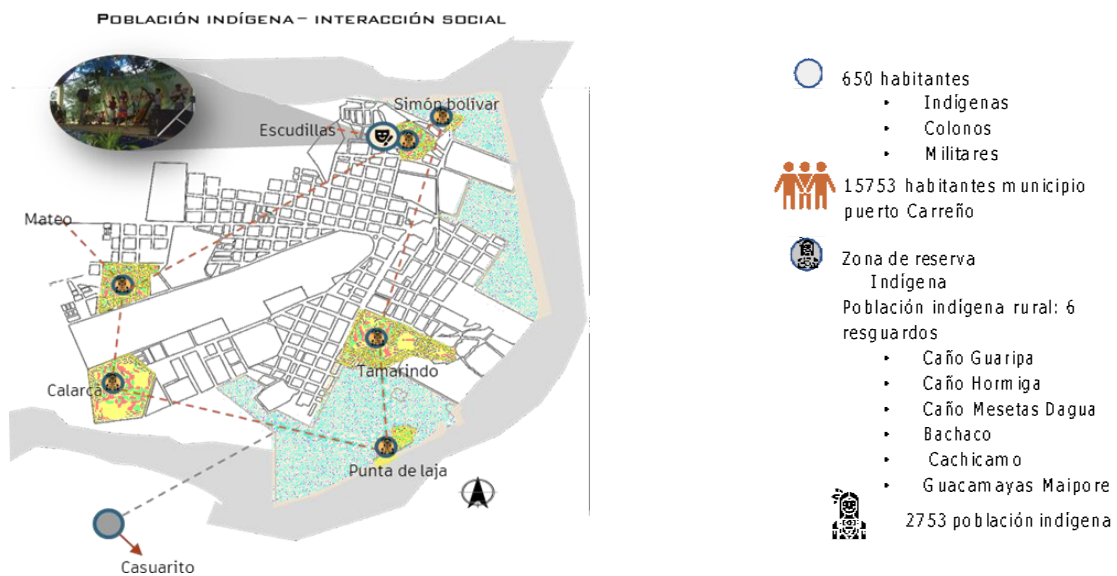 POBLACIÓN INDÍGENA – INTERACCIÓN SOCIAL
Simón bolívar
Escudillas
Mateo
Calarcá
Tamarindo
Punta de laja
Casuarito
650 habitantes
• Indígenas
• Colonos
• Militares
15753 habitantes municipio
puerto Carreño
Zona de reserva
Indígena
Población indígena rural: 6
resguardos
• Caño Guaripa
• Caño Hormiga
• Caño Mesetas Dagua
• Bachaco
• Cachicamo
• Guacamayas Maipore
2753 población indígena